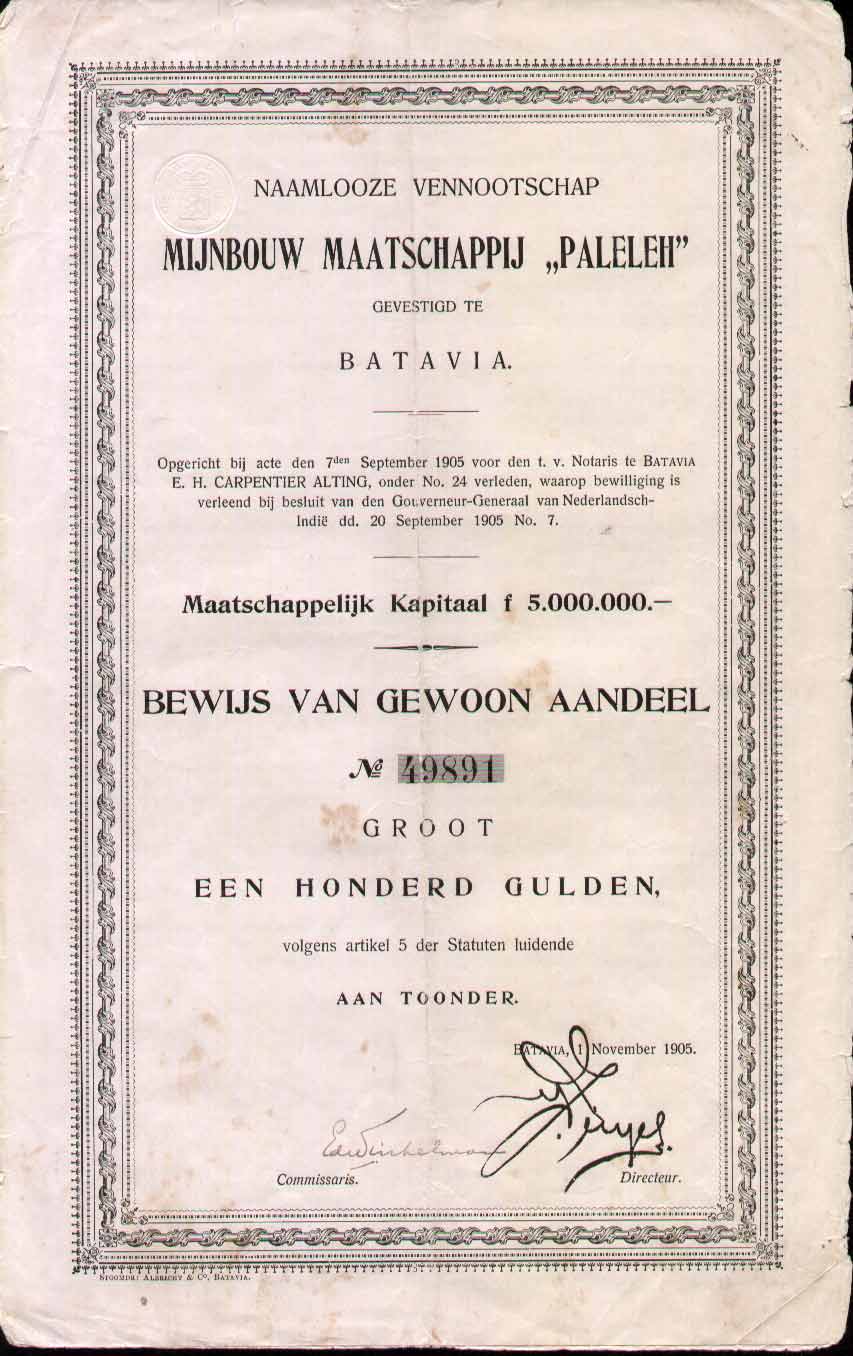 NAAMLOOZE VENNOOTSCHAP
MIJNBOUW MAATSCHAPPIJ „PALELEH”
GEVESTIGD TE
BATAVIA.
Opgericht bij acte den 7den September 1905 voor den t. v. Notaris te BATAVIA
E. H. CARPENTIER ALTING, onder No. 24 verleden, waarop bewilliging is
verleend bij besluit van den Gouverneur-Generaal van Nederlandsch-
Indië dd. 20 September 1905 No. 7.
Maatschappelijk Kapitaal f 5.000.000.—
BEWIJS VAN GEWOON AANDEEL
No 49891
GROOT
EEN HONDERD GULDEN,
volgens artikel 5 der Statuten luidende
AAN TOONDER.
BATAVIA, 1 November 1905.
Commissaris. Directeur.
STOOMDR: ALBRECHT & Co, BATAVIA.